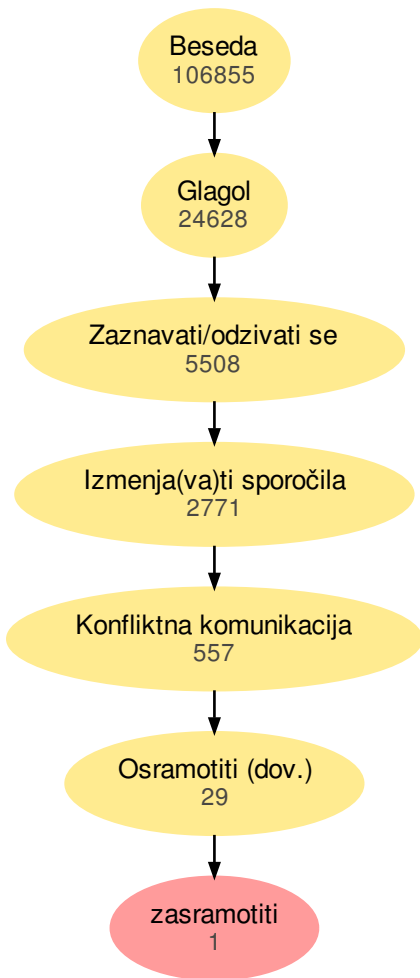 Beseda
106855
Glagol
24628
Zaznavati/odzivati se
5508
Izmenja(va)ti sporočila
2771
Konfliktna komunikacija
557
Osramotiti (dov.)
29
zasramotiti
1